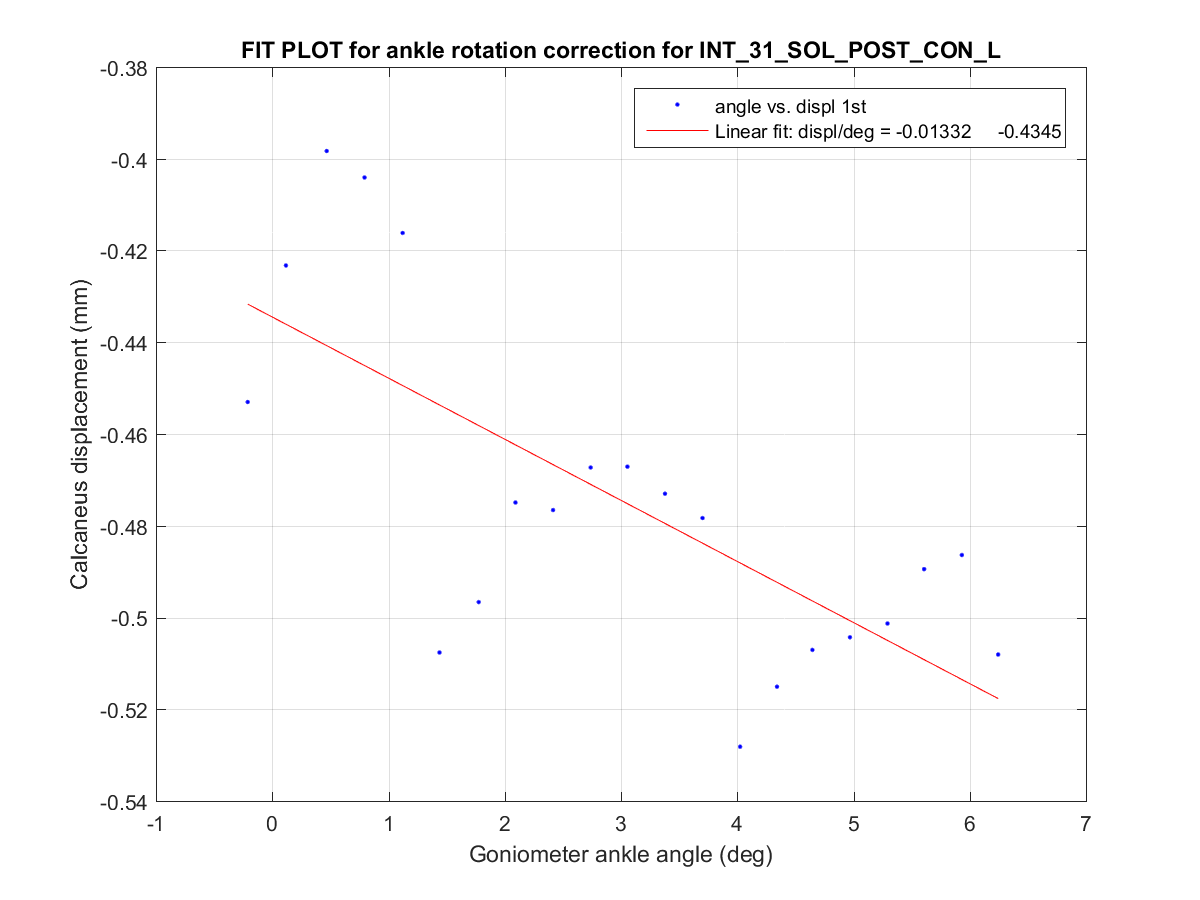 FIT PLOT for ankle rotation correction for INT_31_SOL_POST_CON_L
angle vs. displ 1st
Linear fit: displ/deg = -0.01332 -0.4345
-0.38
-0.4
-0.42
-0.44
-0.46
-0.48
-0.5
-0.52
-0.54
Calcaneus displacement (mm)
-1 0 1 2 3 4 5 6 7
Goniometer ankle angle (deg)